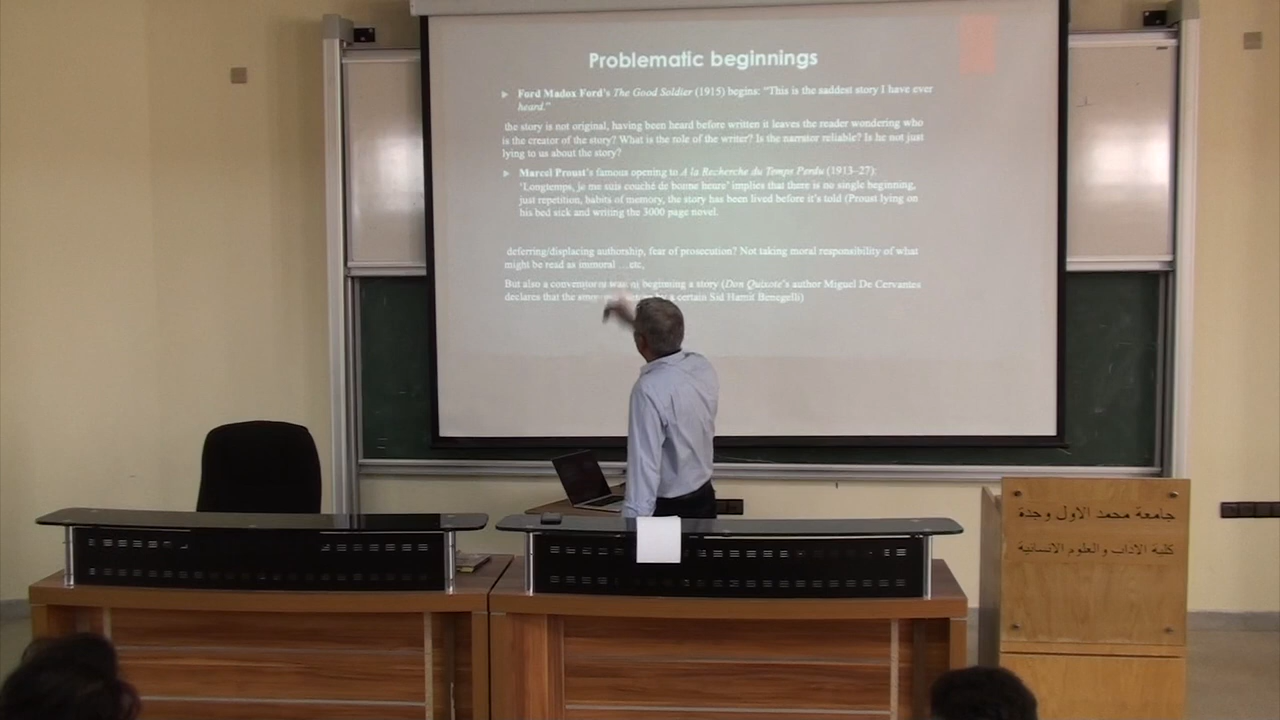 Problematic beginnings
Ford Madox Ford's The Good Soldier (1915) begins: "This is the saddest story I have ever
heard."
the story is not original, having been heard before written it leaves the reader wondering who
is the creator of the story? What is the role of the writer? Is the narrator reliable? Is he not just
lying to us about the story?
Marcel Proust's famous opening to A la Recherche du Temps Perdu (1913–27):
'Longtemps, je me suis couché de bonne heure' implies that there is no single beginning,
just repetition, habits of memory, the story has been lived before it's told (Proust lying on
his bed sick and writing the 3000 page novel.
deferring/displacing authorship, fear of prosecution? Not taking moral responsibility of what
might be read as immoral …etc,
But also a beginning a story (Don Quixote's author Miguel De Cervantes
declares that the a certain Sid Hamit Benegelli)
جامعة محمد الاول وجدة
كلية الاداب والعلوم الانسانية